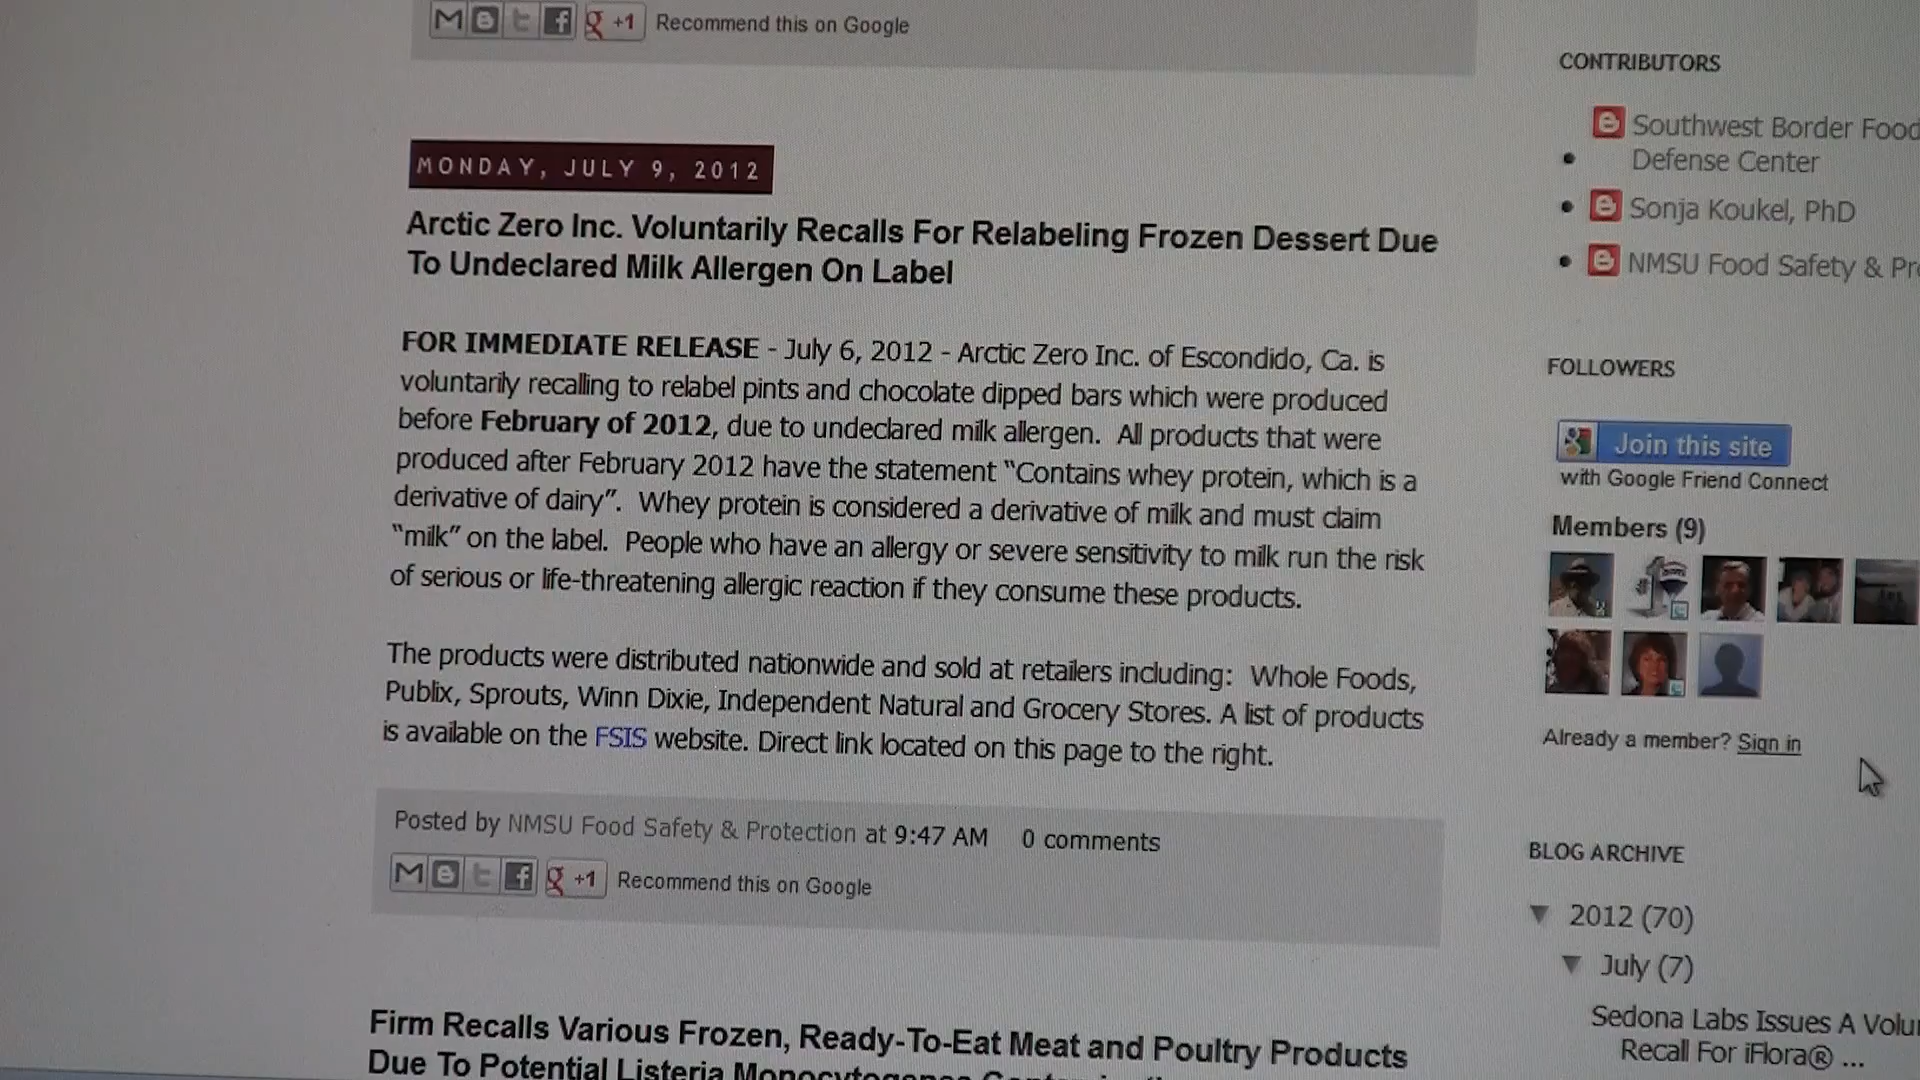 +1 Recommend this on Google
MONDAY, JULY 9, 2012
Arctic Zero Inc. Voluntarily Recalls For Relabeling Frozen Dessert Due
To Undeclared Milk Allergen On Label
FOR IMMEDIATE RELEASE - July 6, 2012 - Arctic Zero Inc. of Escondido, Ca. is
voluntarily recalling to relabel pints and chocolate dipped bars which were produced
before February of 2012, due to undeclared milk allergen.  All products that were
produced after February 2012 have the statement “Contains whey protein, which is a
derivative of dairy”.  Whey protein is considered a derivative of milk and must claim
“milk” on the label.  People who have an allergy or severe sensitivity to milk run the risk
of serious or life-threatening allergic reaction if they consume these products.
The products were distributed nationwide and sold at retailers including:  Whole Foods,
Publix, Sprouts, Winn Dixie, Independent Natural and Grocery Stores. A list of products
is available on the FSIS website. Direct link located on this page to the right.
Posted by NMSU Food Safety & Protection at 9:47 AM 0 comments
+1 Recommend this on Google
Firm Recalls Various Frozen, Ready-To-Eat Meat and Poultry Products
Due To Potential Listeria Monocytogenes
CONTRIBUTORS
Southwest Border Food
Defense Center
Sonja Koukel, PhD
NMSU Food Safety & Pr
FOLLOWERS
Join this site
with Google Friend Connect
Members (9)
Already a member? Sign in
BLOG ARCHIVE
▼ 2012 (70)
▼ July (7)
Sedona Labs Issues A Volu
Recall For iFlora® ...